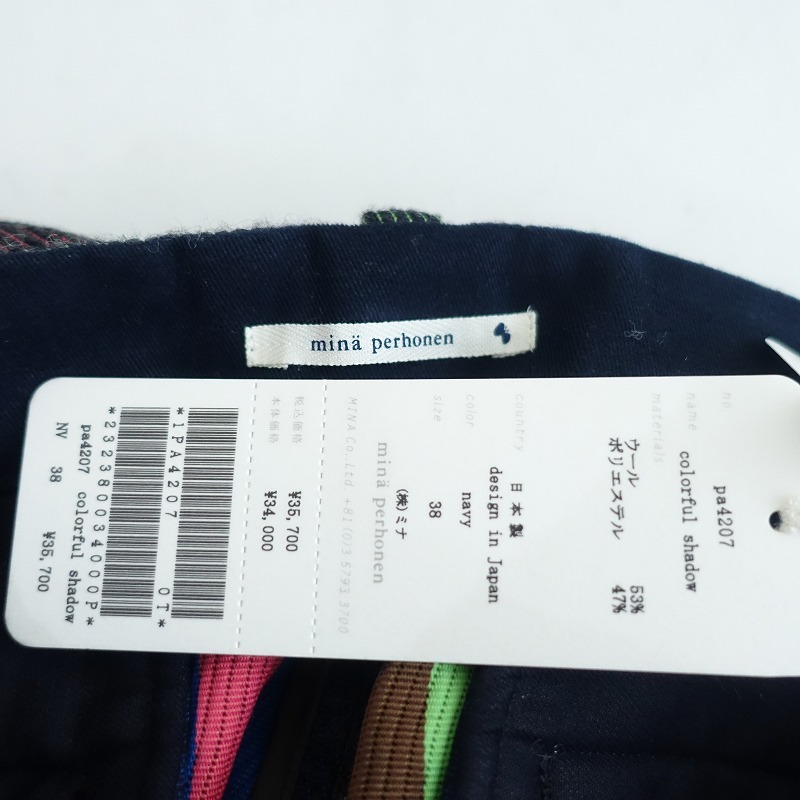 minä perhonen
no.
pa4207
name
colorful shadow
materials
ウール 53%
ポリエステル 47%
country
日本製
design in Japan
color
navy
size
38
(株)ミナ
minä perhonen
MINA Co.,Ltd +81(0)3 5793 3700
税込価格 ¥35,700
本体価格 ¥34,000
*1PA4207 0T*
*2323800034000P*
pa4207 colorful shadow
NV 38 ¥35,700